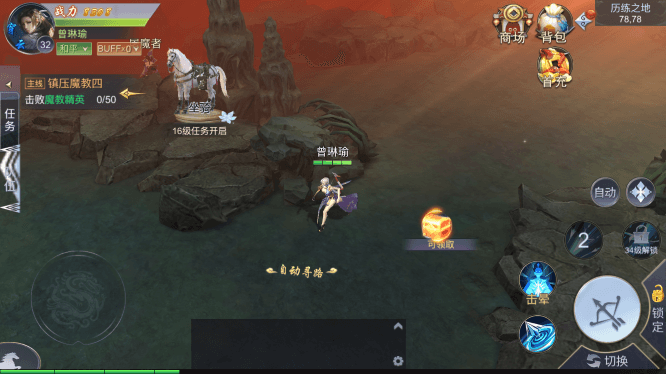 战力
曾琳瑜
32
和平
BUFF×0
屠魔者
主线 镇压魔教四
击败魔教精英 0/50
任务
坐骑
16级任务开启
曾琳瑜
商场
背包
首充
历练之地
78,78
自动
可领取
2
34级解锁
自动寻路
击军
锁定
切换